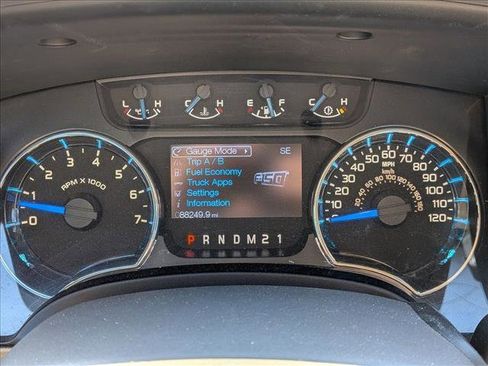 L H C H E F C H
Gauge Mode SE
Trip A / B
Fuel Economy
Truck Apps
Settings
Information
88249.9 mi
P R N D M 2 1
0 1 2 3 4 5 6 7
RPM X 1000
0 10 20 30 40 50 60 70 80 90 100 110 120
MPH
km/h